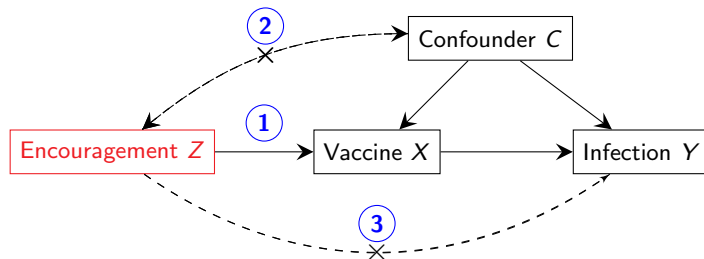 2
Confounder C
1
Encouragement Z
Vaccine X
Infection Y
3